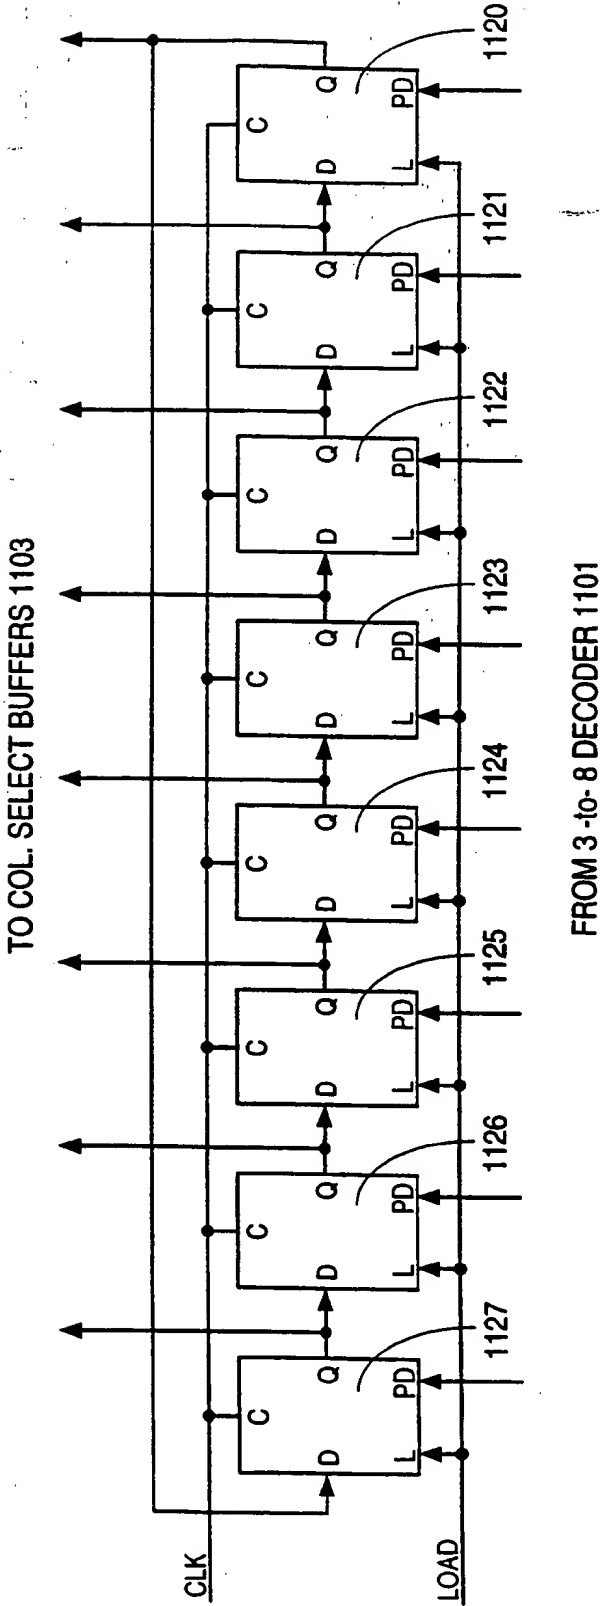 TO COL. SELECT BUFFERS 1103
CLK
C C C C C C C C
D Q D Q D Q D Q D Q D Q D Q D Q
L PD L PD L PD L PD L PD L PD L PD L PD
LOAD
1127 1126 1125 1124 1123 1122 1121 1120
FROM 3 -to- 8 DECODER 1101